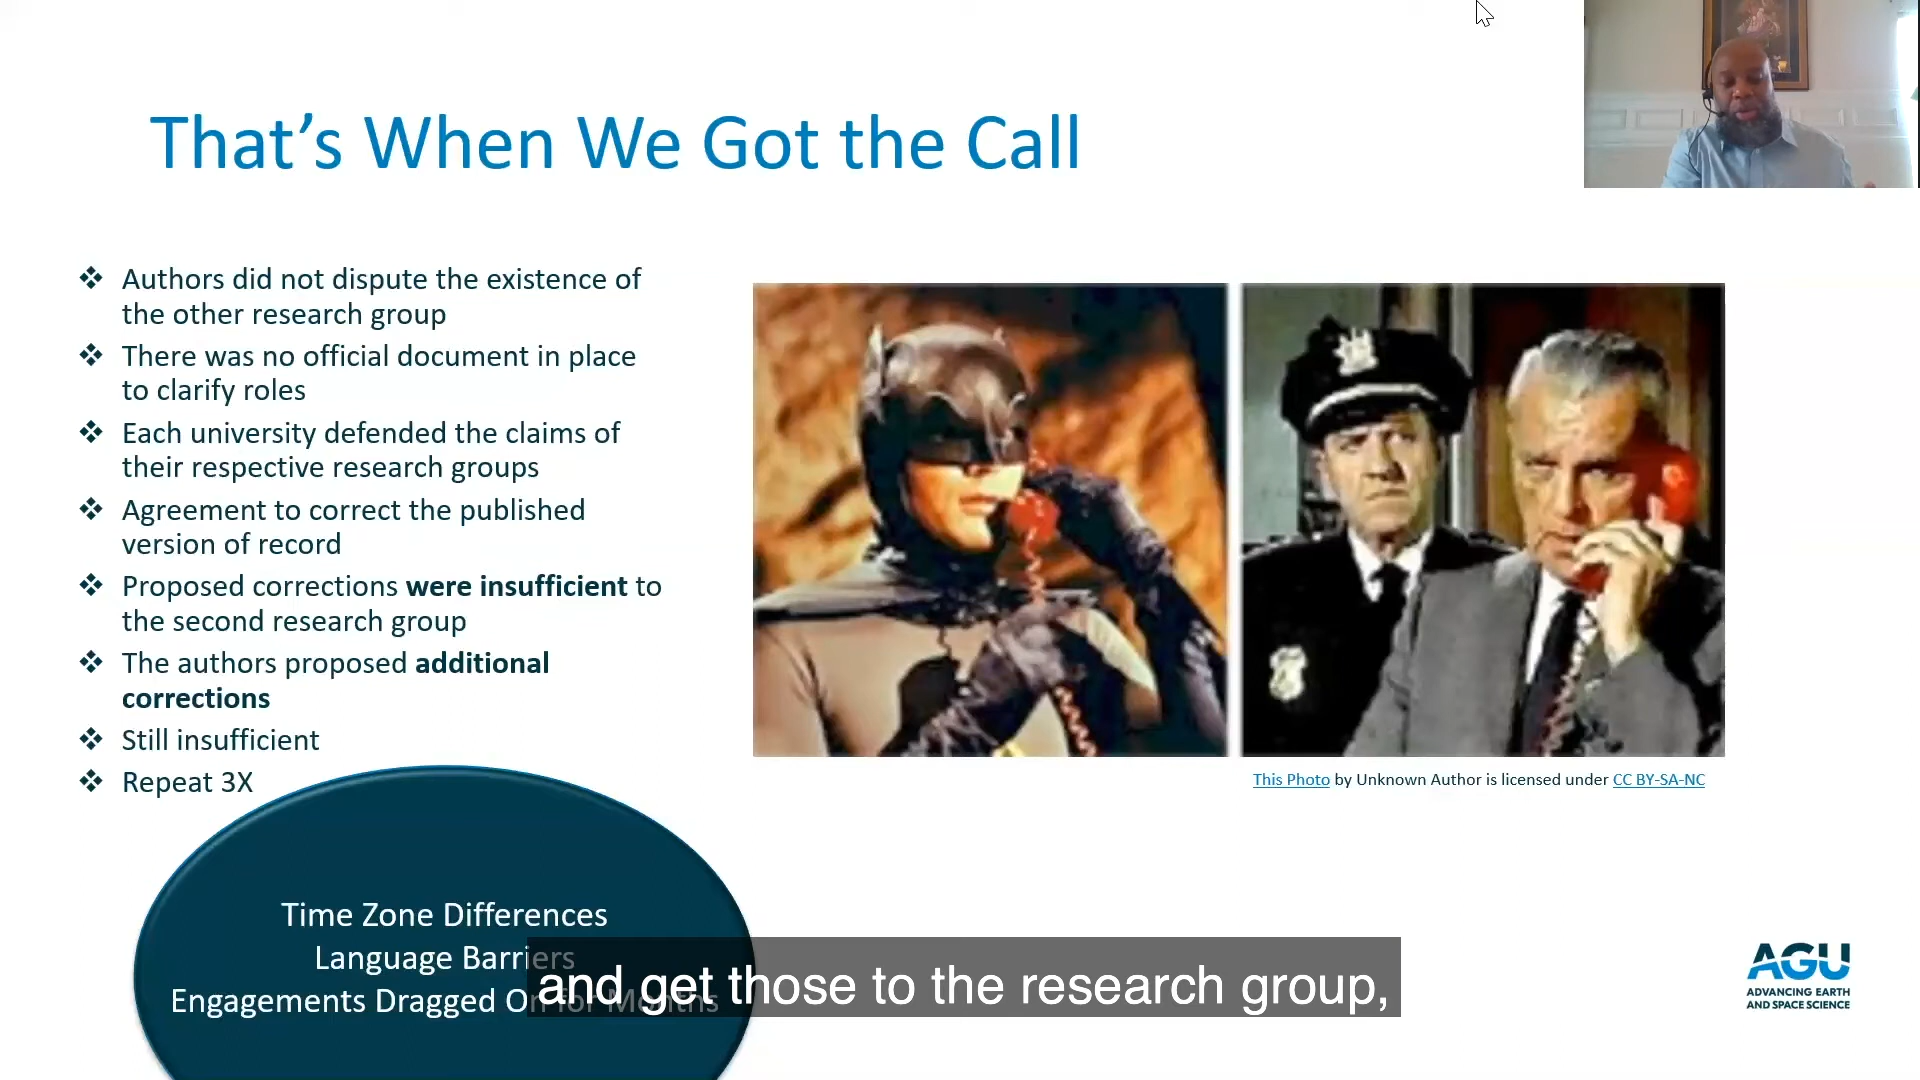 That's When We Got the Call
❖ Authors did not dispute the existence of
the other research group
❖ There was no official document in place
to clarify roles
❖ Each university defended the claims of
their respective research groups
❖ Agreement to correct the published
version of record
❖ Proposed corrections were insufficient to
the second research group
❖ The authors proposed additional
corrections
❖ Still insufficient
❖ Repeat 3X
This Photo by Unknown Author is licensed under CC BY-SA-NC
Time Zone Differences
Language Barriers
Engagements Dragged On for Months
and get those to the research group,
AGU
ADVANCING EARTH
AND SPACE SCIENCE